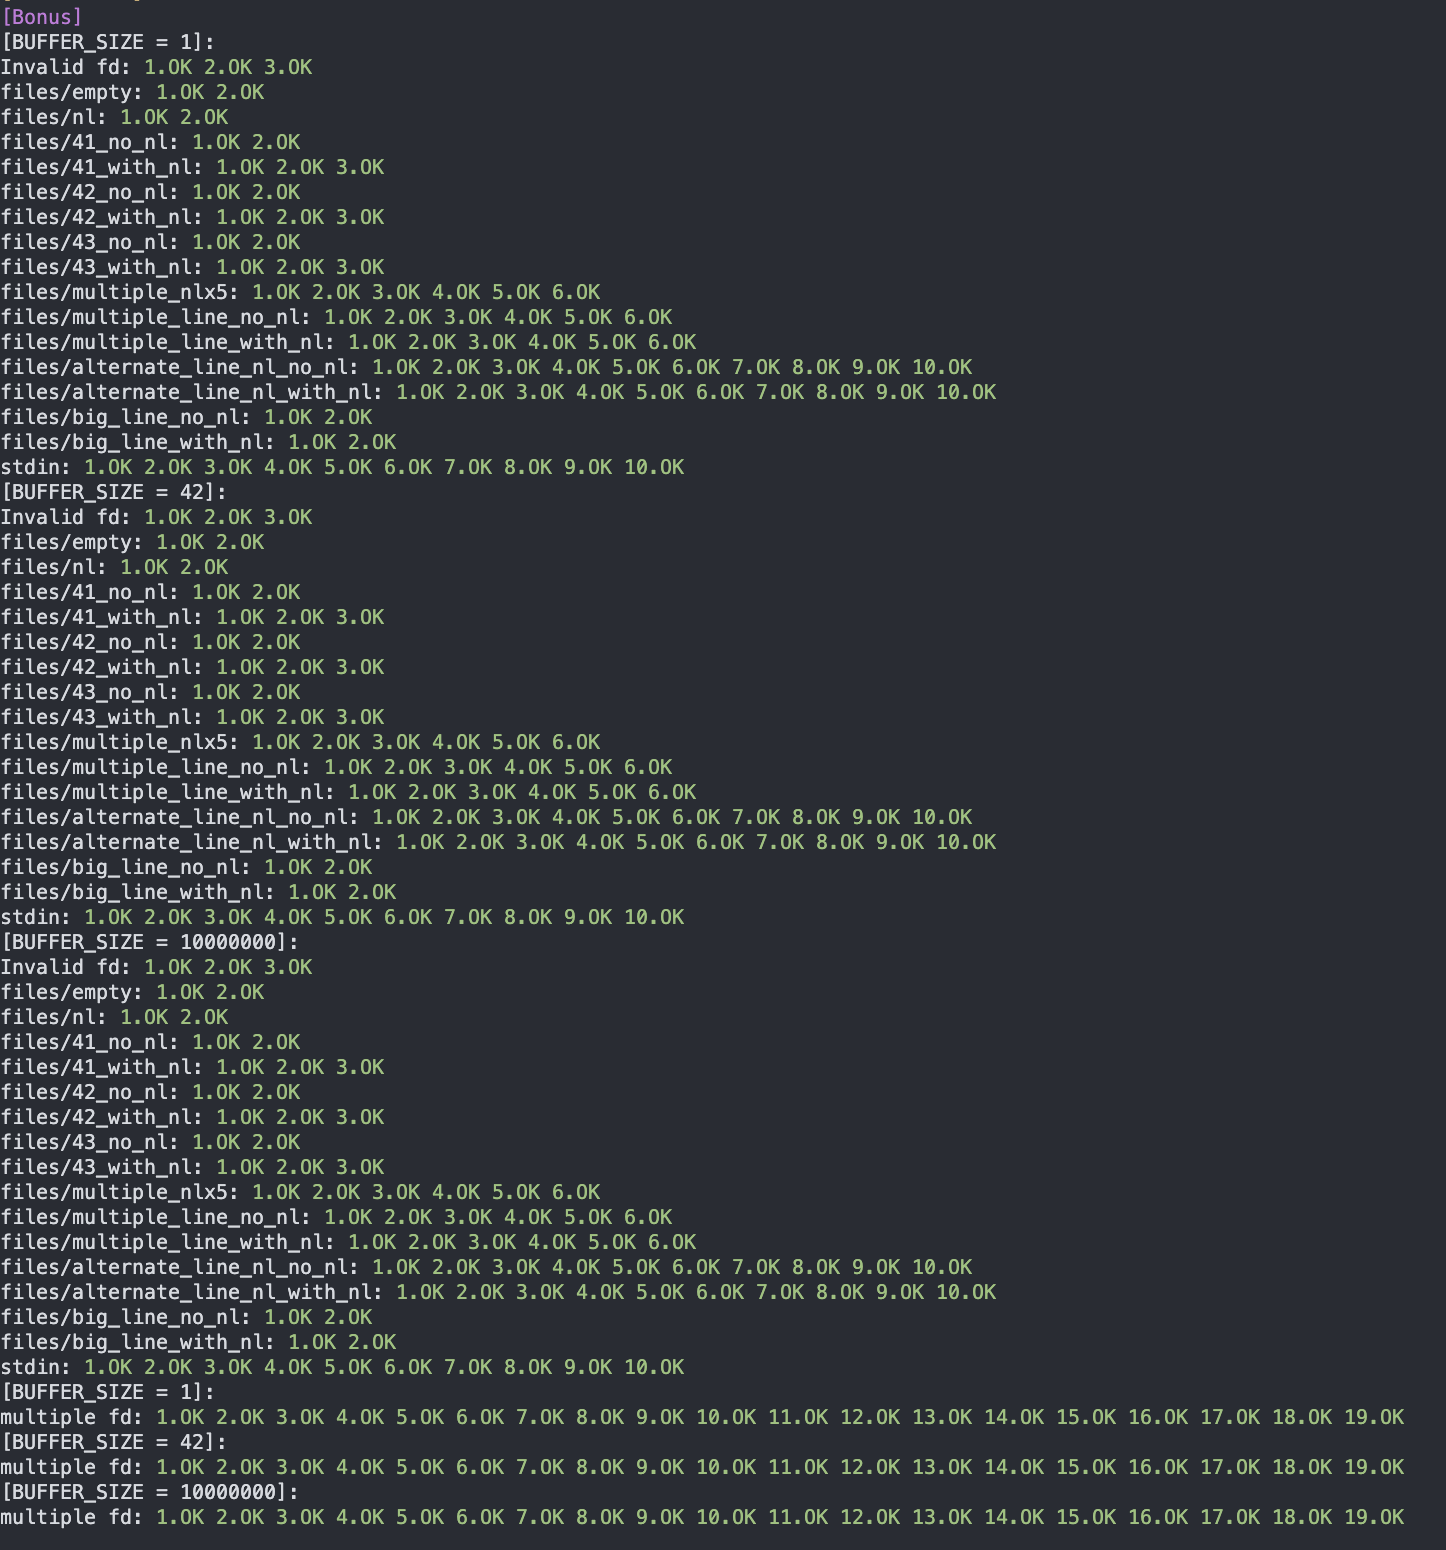 [Bonus]
[BUFFER_SIZE = 1]:
Invalid fd: 1.OK 2.OK 3.OK
files/empty: 1.OK 2.OK
files/nl: 1.OK 2.OK
files/41_no_nl: 1.OK 2.OK
files/41_with_nl: 1.OK 2.OK 3.OK
files/42_no_nl: 1.OK 2.OK
files/42_with_nl: 1.OK 2.OK 3.OK
files/43_no_nl: 1.OK 2.OK
files/43_with_nl: 1.OK 2.OK 3.OK
files/multiple_nlx5: 1.OK 2.OK 3.OK 4.OK 5.OK 6.OK
files/multiple_line_no_nl: 1.OK 2.OK 3.OK 4.OK 5.OK 6.OK
files/multiple_line_with_nl: 1.OK 2.OK 3.OK 4.OK 5.OK 6.OK
files/alternate_line_nl_no_nl: 1.OK 2.OK 3.OK 4.OK 5.OK 6.OK 7.OK 8.OK 9.OK 10.OK
files/alternate_line_nl_with_nl: 1.OK 2.OK 3.OK 4.OK 5.OK 6.OK 7.OK 8.OK 9.OK 10.OK
files/big_line_no_nl: 1.OK 2.OK
files/big_line_with_nl: 1.OK 2.OK
stdin: 1.OK 2.OK 3.OK 4.OK 5.OK 6.OK 7.OK 8.OK 9.OK 10.OK
[BUFFER_SIZE = 42]:
Invalid fd: 1.OK 2.OK 3.OK
files/empty: 1.OK 2.OK
files/nl: 1.OK 2.OK
files/41_no_nl: 1.OK 2.OK
files/41_with_nl: 1.OK 2.OK 3.OK
files/42_no_nl: 1.OK 2.OK
files/42_with_nl: 1.OK 2.OK 3.OK
files/43_no_nl: 1.OK 2.OK
files/43_with_nl: 1.OK 2.OK 3.OK
files/multiple_nlx5: 1.OK 2.OK 3.OK 4.OK 5.OK 6.OK
files/multiple_line_no_nl: 1.OK 2.OK 3.OK 4.OK 5.OK 6.OK
files/multiple_line_with_nl: 1.OK 2.OK 3.OK 4.OK 5.OK 6.OK
files/alternate_line_nl_no_nl: 1.OK 2.OK 3.OK 4.OK 5.OK 6.OK 7.OK 8.OK 9.OK 10.OK
files/alternate_line_nl_with_nl: 1.OK 2.OK 3.OK 4.OK 5.OK 6.OK 7.OK 8.OK 9.OK 10.OK
files/big_line_no_nl: 1.OK 2.OK
files/big_line_with_nl: 1.OK 2.OK
stdin: 1.OK 2.OK 3.OK 4.OK 5.OK 6.OK 7.OK 8.OK 9.OK 10.OK
[BUFFER_SIZE = 10000000]:
Invalid fd: 1.OK 2.OK 3.OK
files/empty: 1.OK 2.OK
files/nl: 1.OK 2.OK
files/41_no_nl: 1.OK 2.OK
files/41_with_nl: 1.OK 2.OK 3.OK
files/42_no_nl: 1.OK 2.OK
files/42_with_nl: 1.OK 2.OK 3.OK
files/43_no_nl: 1.OK 2.OK
files/43_with_nl: 1.OK 2.OK 3.OK
files/multiple_nlx5: 1.OK 2.OK 3.OK 4.OK 5.OK 6.OK
files/multiple_line_no_nl: 1.OK 2.OK 3.OK 4.OK 5.OK 6.OK
files/multiple_line_with_nl: 1.OK 2.OK 3.OK 4.OK 5.OK 6.OK
files/alternate_line_nl_no_nl: 1.OK 2.OK 3.OK 4.OK 5.OK 6.OK 7.OK 8.OK 9.OK 10.OK
files/alternate_line_nl_with_nl: 1.OK 2.OK 3.OK 4.OK 5.OK 6.OK 7.OK 8.OK 9.OK 10.OK
files/big_line_no_nl: 1.OK 2.OK
files/big_line_with_nl: 1.OK 2.OK
stdin: 1.OK 2.OK 3.OK 4.OK 5.OK 6.OK 7.OK 8.OK 9.OK 10.OK
[BUFFER_SIZE = 1]:
multiple fd: 1.OK 2.OK 3.OK 4.OK 5.OK 6.OK 7.OK 8.OK 9.OK 10.OK 11.OK 12.OK 13.OK 14.OK 15.OK 16.OK 17.OK 18.OK 19.OK
[BUFFER_SIZE = 42]:
multiple fd: 1.OK 2.OK 3.OK 4.OK 5.OK 6.OK 7.OK 8.OK 9.OK 10.OK 11.OK 12.OK 13.OK 14.OK 15.OK 16.OK 17.OK 18.OK 19.OK
[BUFFER_SIZE = 10000000]:
multiple fd: 1.OK 2.OK 3.OK 4.OK 5.OK 6.OK 7.OK 8.OK 9.OK 10.OK 11.OK 12.OK 13.OK 14.OK 15.OK 16.OK 17.OK 18.OK 19.OK